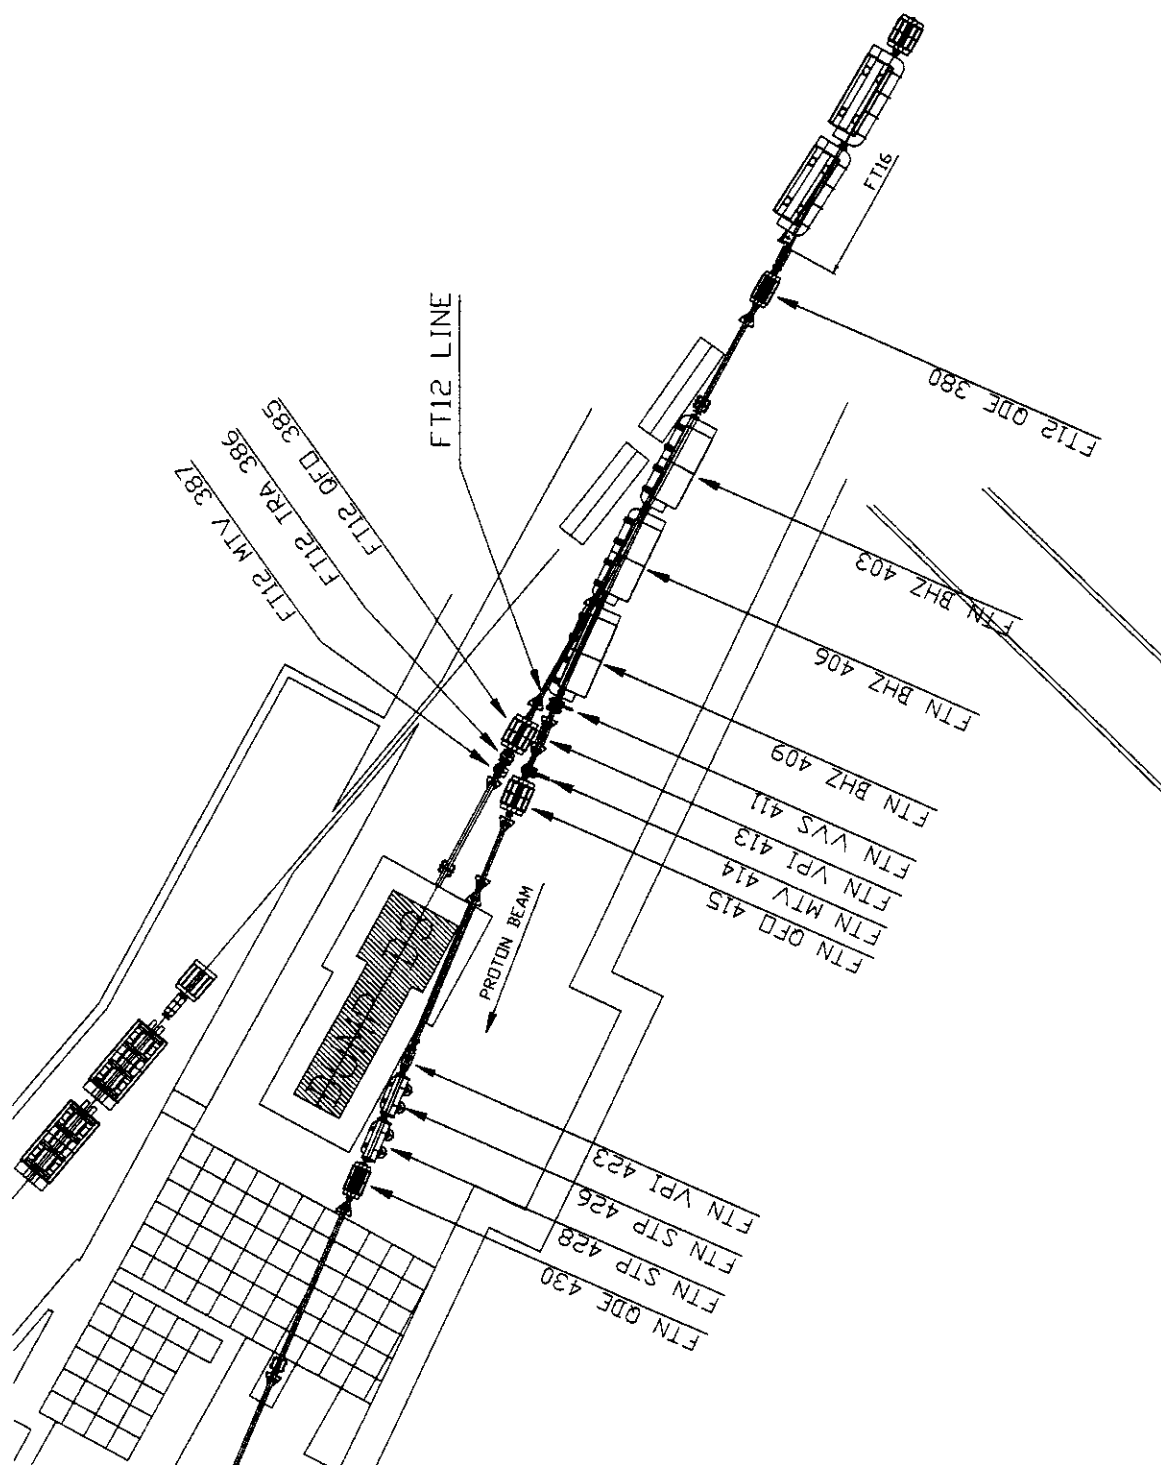 FT16
FT12 LINE
FT12 QDE 380
FT12 QFO 385
FT12 TRA 386
FT12 MTV 387
FTN BHZ 403
FTN BHZ 406
FTN BHZ 409
FTN VVS 411
FTN VPI 413
FTN MTV 414
FTN QFO 415
PROTON BEAM
DUMP D3
FTN VPI 423
FTN STP 426
FTN STP 428
FTN QDE 430